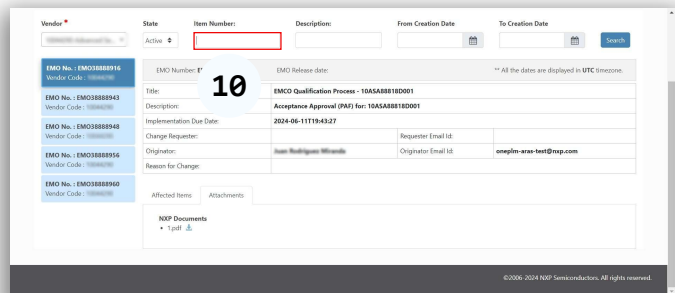 Vendor * State Item Number: Description: From Creation Date To Creation Date
Active Search
EMO No. : EMO38888916
Vendor Code :
EMO Number: 10 EMO Release date: ** All the dates are displayed in UTC timezone.
Title: EMCO Qualification Process - 10ASA88818D001
EMO No. : EMO38888943
Vendor Code :
Description: Acceptance Approval (PAF) for: 10ASA88818D001
Implementation Due Date: 2024-06-11T19:43:27
EMO No. : EMO38888948
Vendor Code :
Change Requester: Requester Email Id:
Originator: Originator Email Id: oneplm-aras-test@nxp.com
EMO No. : EMO38888956
Vendor Code :
Reason for Change:
EMO No. : EMO38888960
Vendor Code :
Affected Items Attachments
NXP Documents
• 1.pdf
©2006-2024 NXP Semiconductors. All rights reserved.